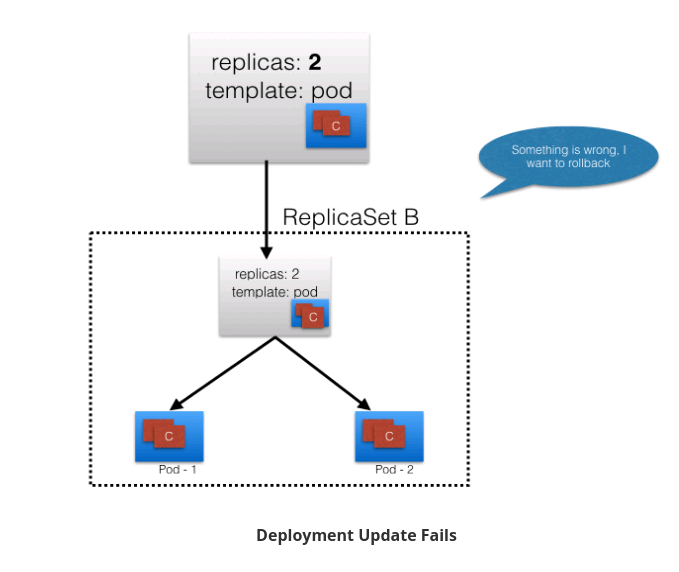 replicas: 2
template: pod
C
Something is wrong, I
want to rollback
ReplicaSet B
replicas: 2
template: pod
C
C
C
Pod - 1
Pod - 2
Deployment Update Fails